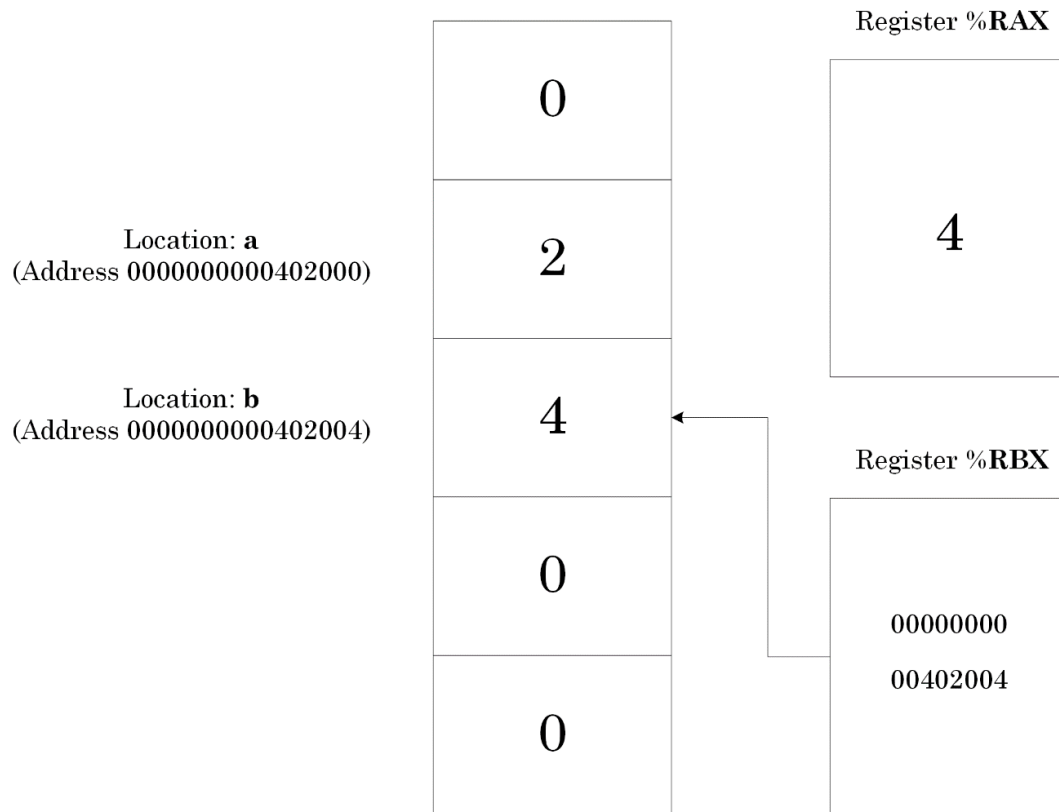 Register %RAX
0
4
Location: a
(Address 0000000000402000)
2
Location: b
(Address 0000000000402004)
4
Register %RBX
0
00000000
00402004
0